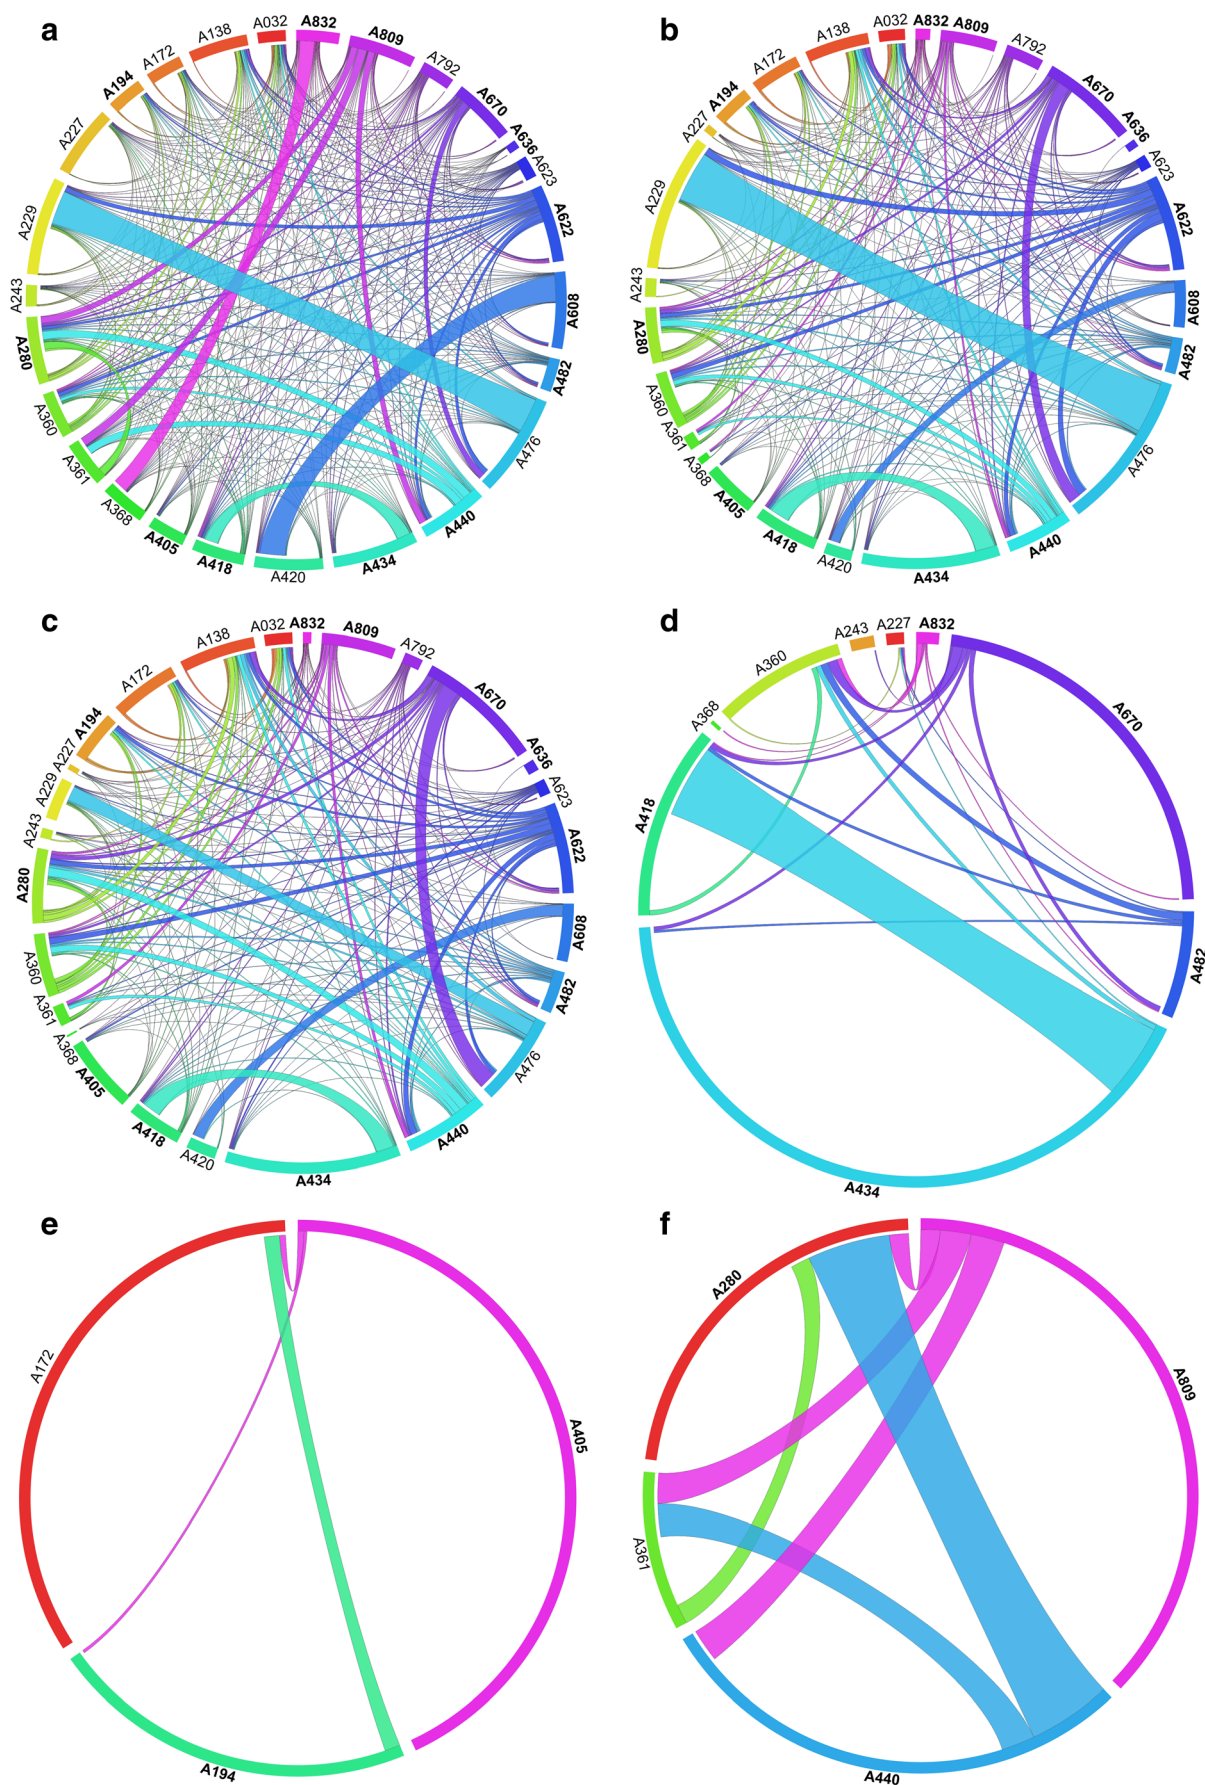 a
A032
A832
A809
A792
A670
A636
A623
A622
A608
A482
A476
A440
A434
A420
A418
A405
A368
A361
A360
A280
A243
A229
A227
A194
A172
A138
b
A032
A832
A809
A792
A670
A636
A623
A622
A608
A482
A476
A440
A434
A420
A418
A405
A368
A361
A360
A280
A243
A229
A227
A194
A172
A138
c
A032
A832
A809
A792
A670
A636
A623
A622
A608
A482
A476
A440
A434
A420
A418
A405
A368
A361
A360
A280
A243
A229
A227
A194
A172
A138
d
A227
A832
A670
A482
A434
A418
A368
A360
A243
e
A172
A405
A194
f
A280
A809
A361
A440